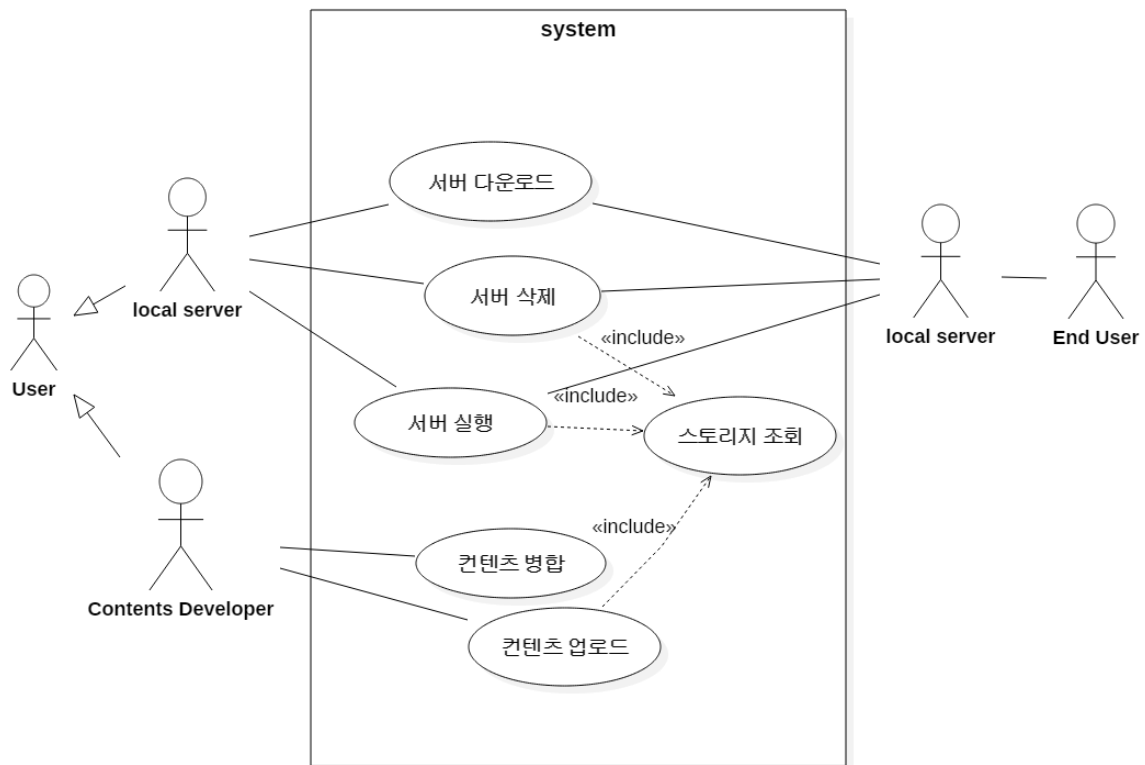 system
서버 다운로드
local server
서버 삭제
local server
End User
«include»
User
«include»
서버 실행
스토리지 조회
«include»
컨텐츠 병합
Contents Developer
컨텐츠 업로드